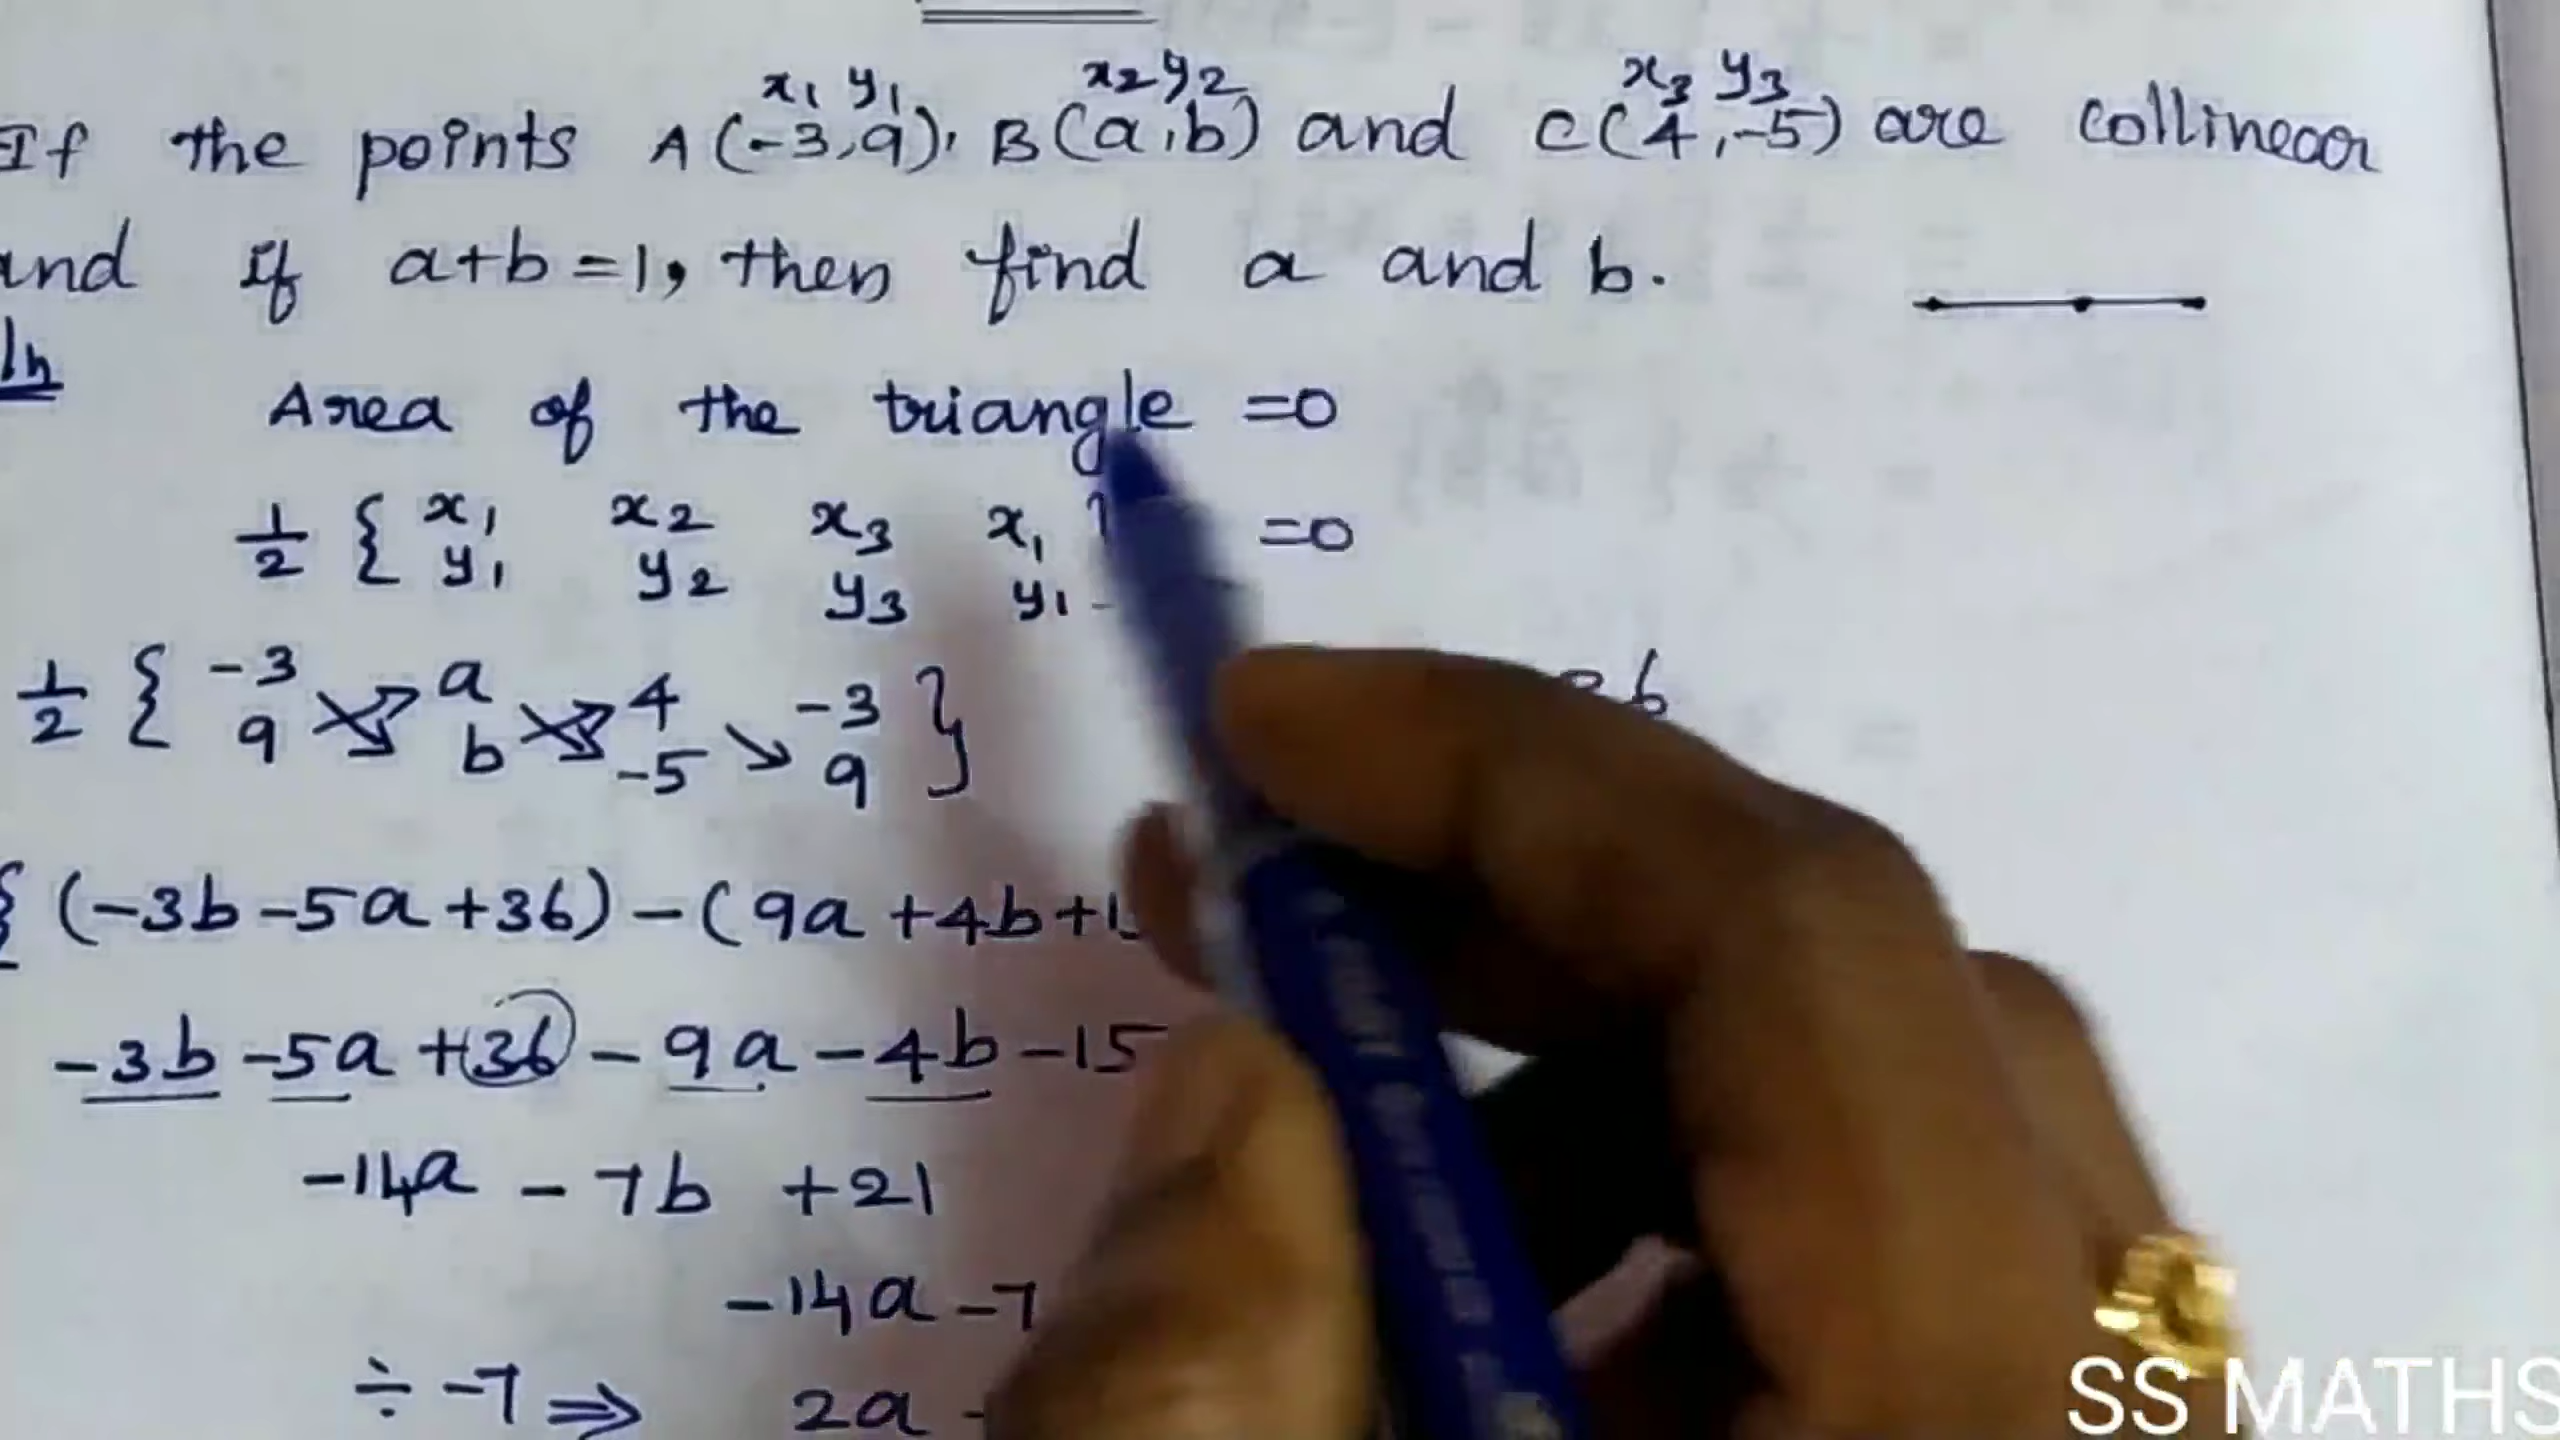 x₁ y₁ x₂ y₂ x₃ y₃
If the points A(-3,9), B(a,b) and C(4,-5) are collinear
and if a+b=1, then find a and b.
ln
Area of the triangle =0
1/2 { x₁ x₂ x₃ x₁ =0
y₁ y₂ y₃ y₁
1/2 { -3 a 4 -3 }
9 b -5 9
{ (-3b-5a+36)-(9a+4b+1
-3b-5a+36-9a-4b-15
-14a-7b+21
-14a-7
÷-7⇒ 2a
SS MATHS